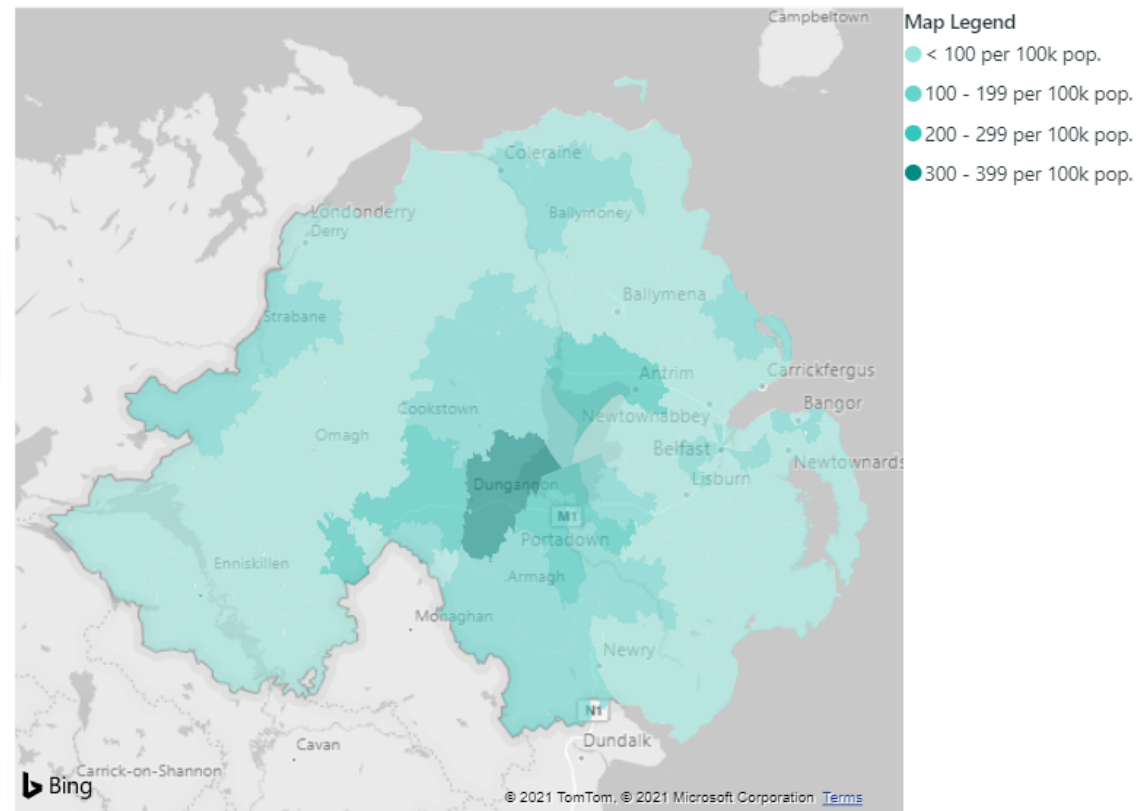 Campbeltown
Map Legend
< 100 per 100k pop.
100 - 199 per 100k pop.
200 - 299 per 100k pop.
300 - 399 per 100k pop.
Coleraine
Londonderry
Derry
Ballymoney
Ballymena
Strabane
Antrim
Carrickfergus
Bangor
Cookstown
Newtownabbey
Omagh
Belfast
Newtownards
Dungannon
Lisburn
M1
Portadown
Enniskillen
Armagh
Monaghan
Newry
N1
Dundalk
Cavan
Carrick-on-Shannon
Bing
© 2021 TomTom, © 2021 Microsoft Corporation Terms